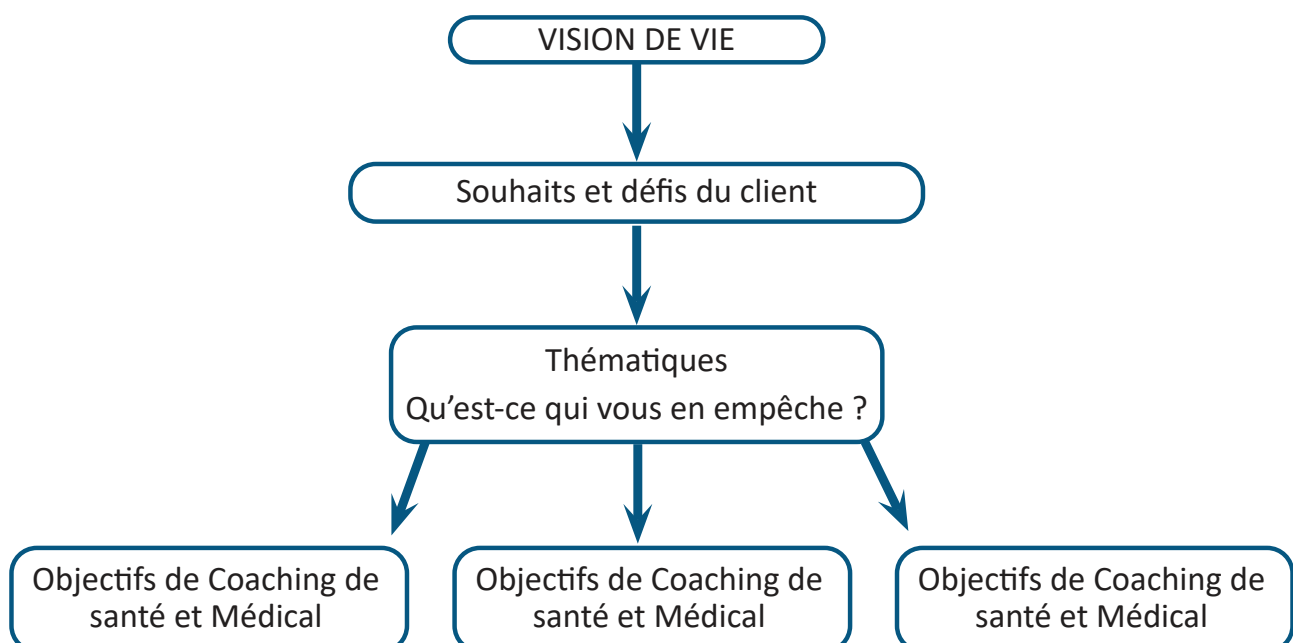 VISION DE VIE
Souhaits et défis du client
Thématiques
Qu’est-ce qui vous en empêche ?
Objectifs de Coaching de
santé et Médical
Objectifs de Coaching de
santé et Médical
Objectifs de Coaching de
santé et Médical